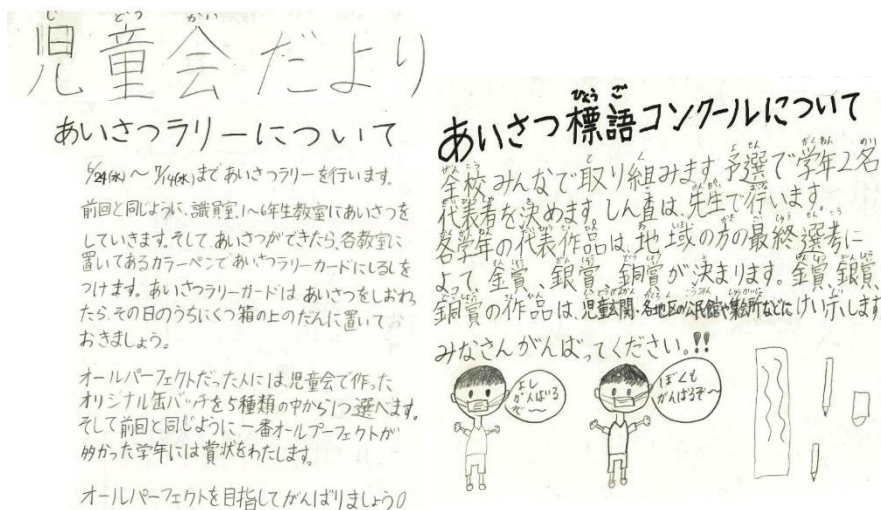 児童会だより
あいさつラリーについて
6/24(水)～7/14(水)まであいさつラリーを行います。
前回と同じように、職員室、1～6年生教室にあいさつを
していきます。そして、あいさつができたら、各教室に
置いてあるカラーペンであいさつラリーカードにしるしを
つけます。あいさつラリーカードは、あいさつをしおわっ
たら、その日のうちにくつ箱の上のだんに置いて
おきましょう。
オールパーフェクトだった人には、児童会で作った
オリジナル缶バッチを5種類の中から1つ選べます。
そして前回と同じように一番オールパーフェクトが
多かった学年には賞状をわたします。
オールパーフェクトを目指してがんばりましょう
あいさつ標語コンクールについて
全校みんなで取り組みます。予選で学年2名
代表者を決めます。しん査は、先生で行います。
各学年の代表作品は、地域の方の最終選考に
よって、金賞、銀賞、銅賞が決まります。金賞、銀賞、
銅賞の作品は、児童玄関・各地区の公民館や集会所などにけい示します
みなさんがんばってください。!!
よし
がんばる
ぞ～
ぼくも
がんばるぞ～